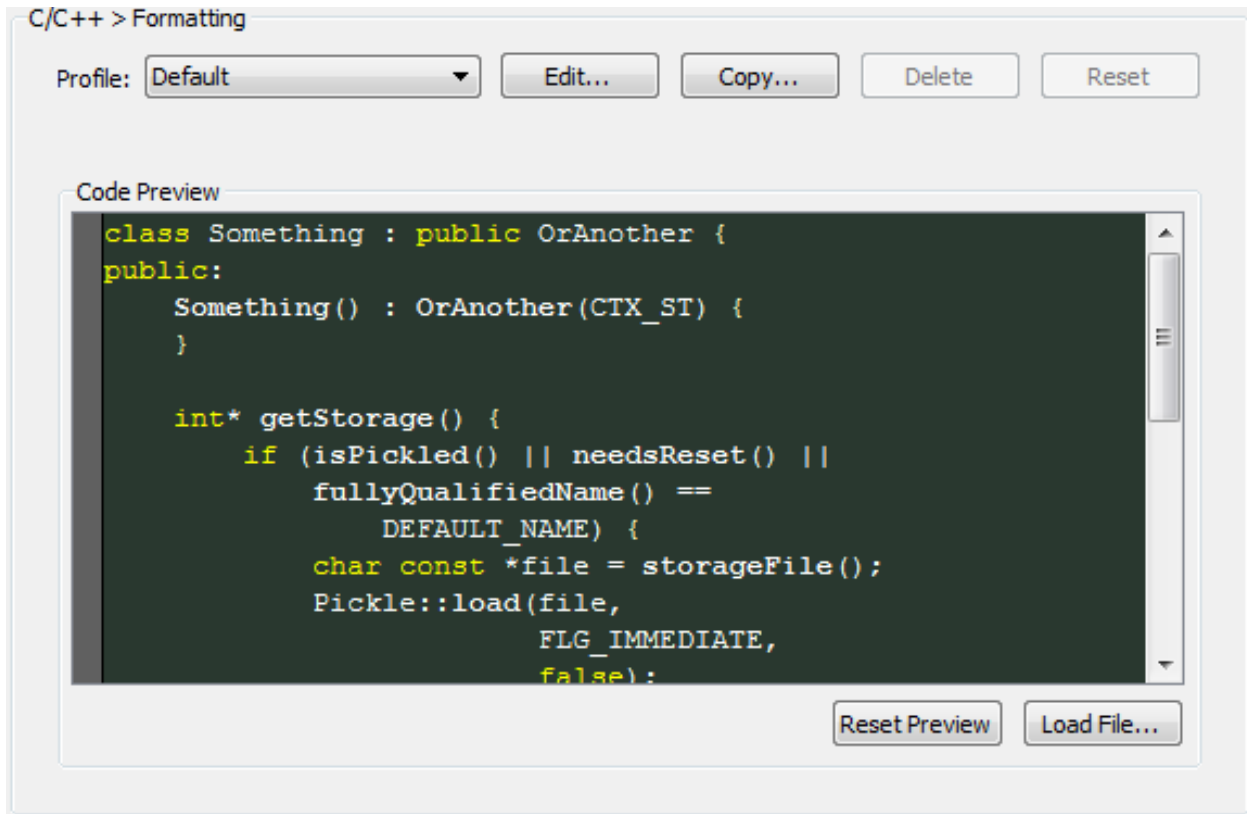 C/C++ > Formatting
Profile: Default Edit... Copy... Delete Reset
Code Preview
class Something : public OrAnother {
public:
    Something() : OrAnother(CTX_ST) {
    }

    int* getStorage() {
        if (isPickled() || needsReset() ||
            fullyQualifiedName() ==
                DEFAULT_NAME) {
            char const *file = storageFile();
            Pickle::load(file,
                         FLG_IMMEDIATE,
                         false);
Reset Preview Load File...